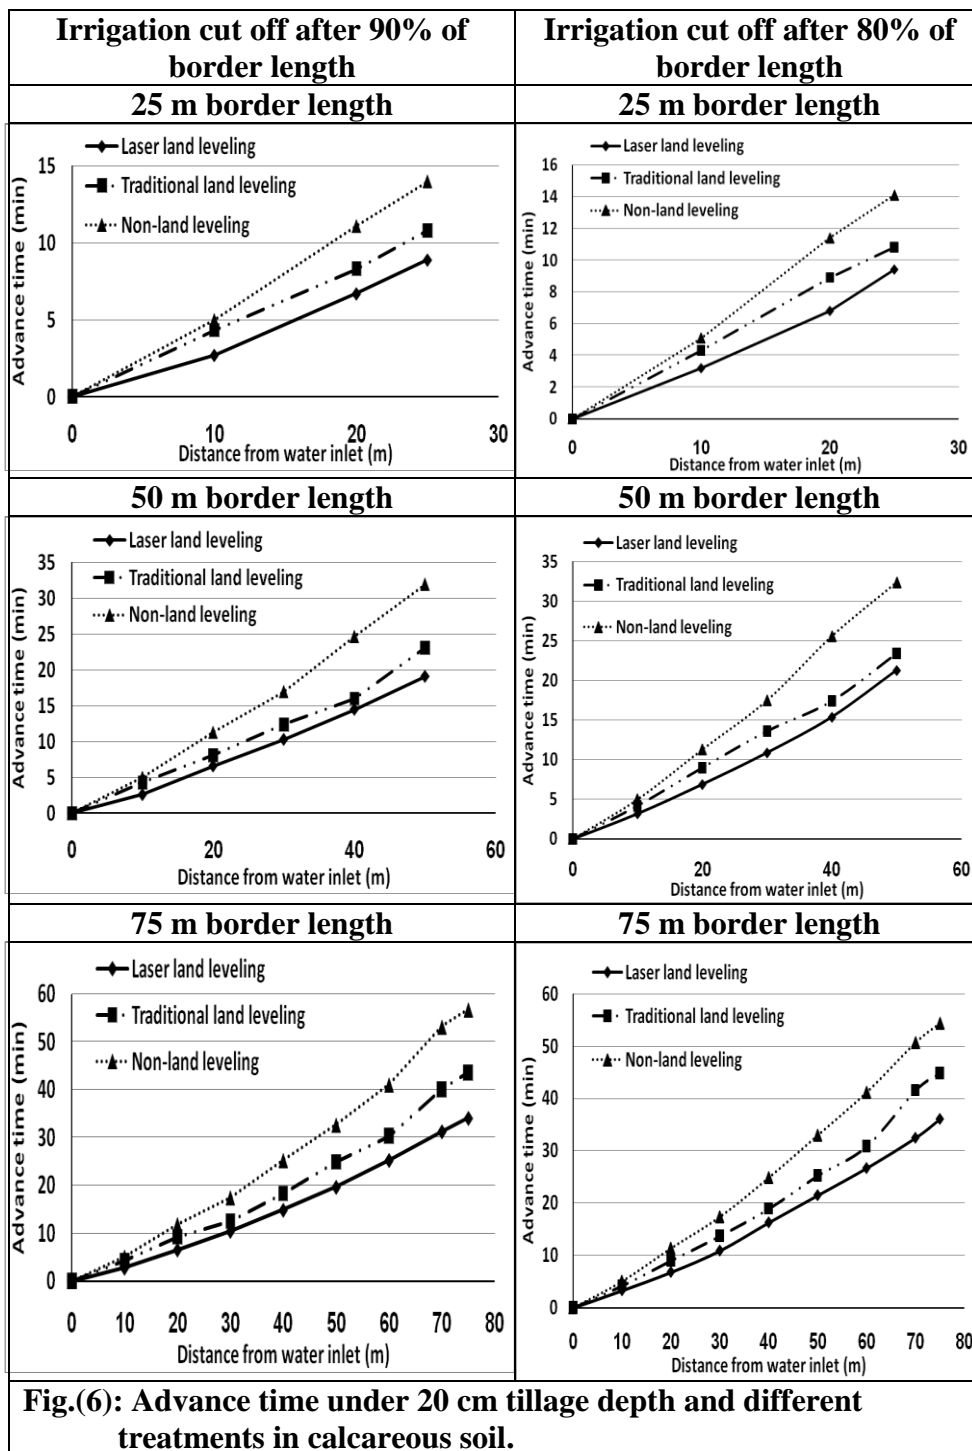 Irrigation cut off after 90% of
border length
Irrigation cut off after 80% of
border length
25 m border length
25 m border length
Laser land leveling
Traditional land leveling
Non-land leveling
Advance time (min)
15
10
5
0
0 10 20 30
Distance from water inlet (m)
Laser land leveling
Traditional land leveling
Non-land leveling
Advance time (min)
16
14
12
10
8
6
4
2
0
0 10 20 30
Distance from water inlet (m)
50 m border length
50 m border length
Laser land leveling
Traditional land leveling
Non-land leveling
Advance time (min)
35
30
25
20
15
10
5
0
0 20 40 60
Distance from water inlet (m)
Laser land leveling
Traditional land leveling
Non-land leveling
Advance time (min)
35
30
25
20
15
10
5
0
0 20 40 60
Distance from water inlet (m)
75 m border length
75 m border length
Laser land leveling
Traditional land leveling
Non-land leveling
Advance time (min)
60
50
40
30
20
10
0
0 10 20 30 40 50 60 70 80
Distance from water inlet (m)
Laser land leveling
Traditional land leveling
Non-land leveling
Advance time (min)
60
50
40
30
20
10
0
0 10 20 30 40 50 60 70 80
Distance from water inlet (m)
Fig.(6): Advance time under 20 cm tillage depth and different
treatments in calcareous soil.